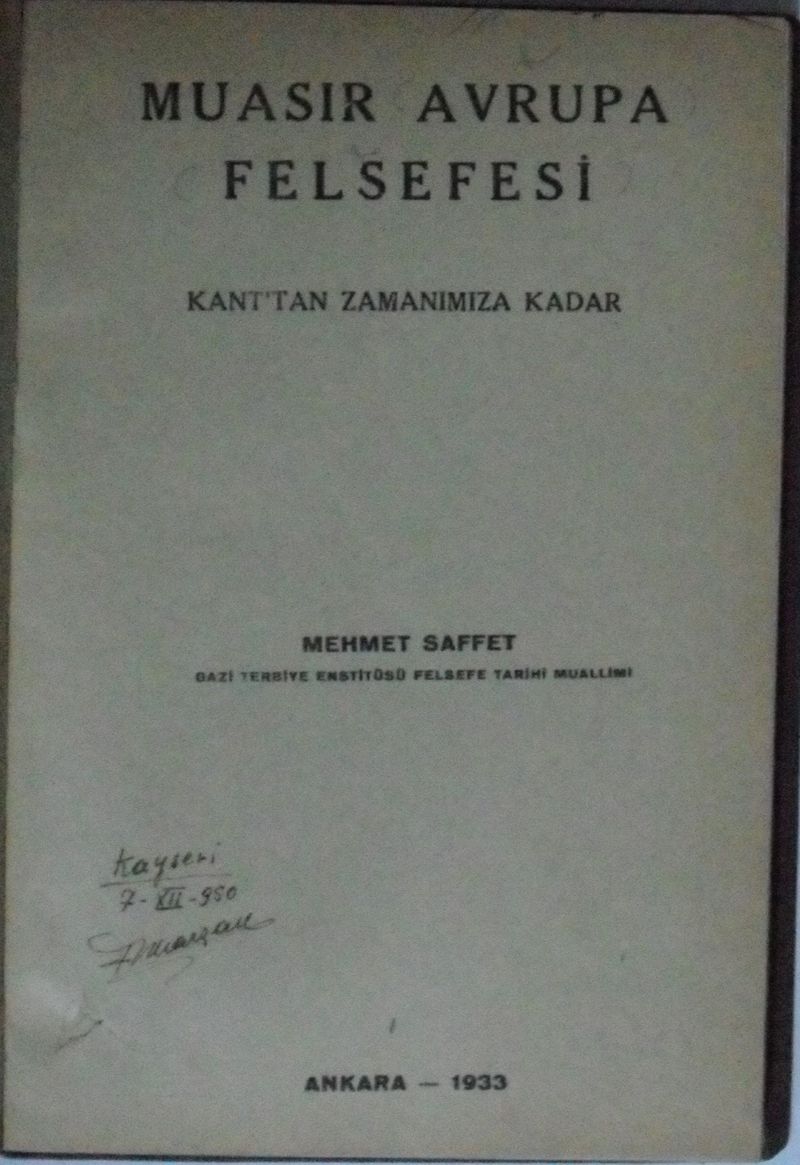 MUASIR AVRUPA
FELSEFESİ
KANT'TAN ZAMANIMIZA KADAR
MEHMET SAFFET
GAZİ TERBİYE ENSTİTÜSÜ FELSEFE TARİHİ MUALLİMİ
Kayseri
7-XII-950
ANKARA — 1933